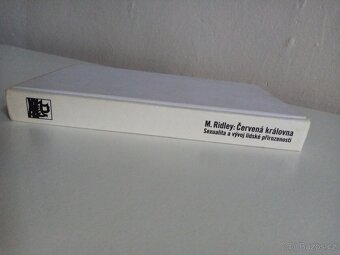 M. Ridley: Červená královna
Sexualita a vývoj lidské přirozenosti